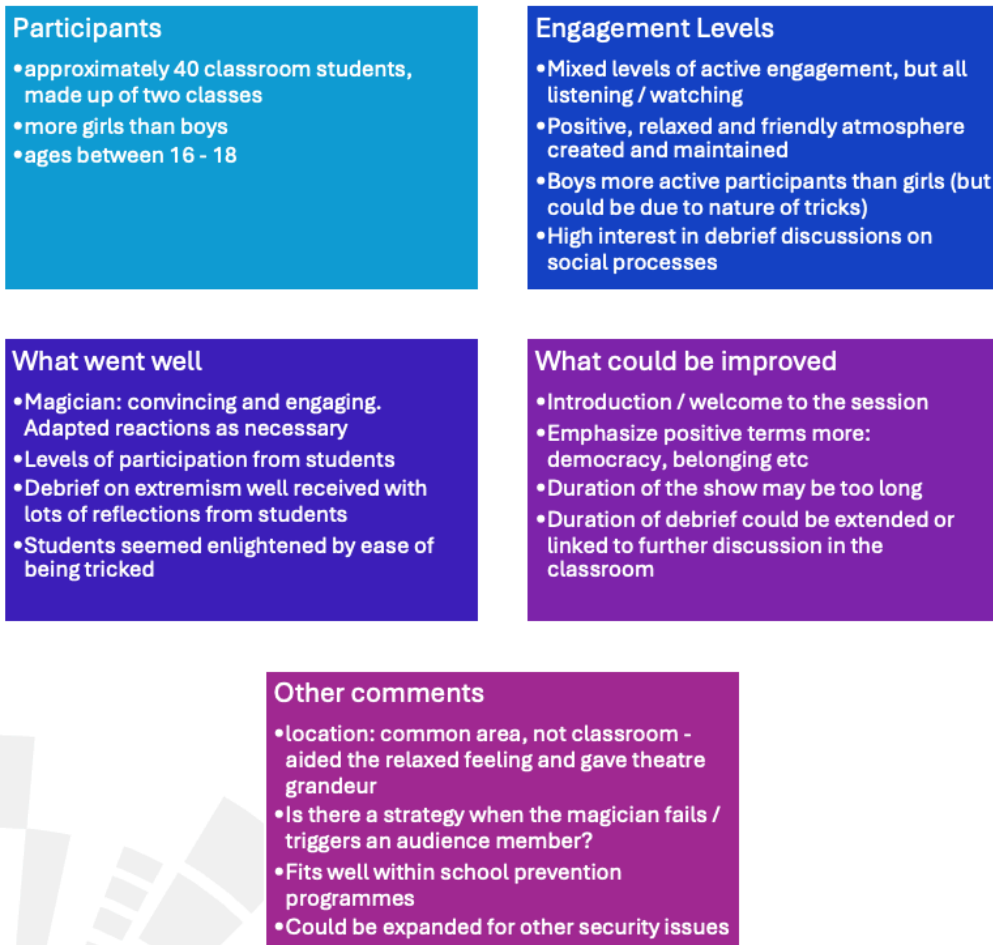 Participants
•approximately 40 classroom students,
made up of two classes
•more girls than boys
•ages between 16 - 18
Engagement Levels
•Mixed levels of active engagement, but all
listening / watching
•Positive, relaxed and friendly atmosphere
created and maintained
•Boys more active participants than girls (but
could be due to nature of tricks)
•High interest in debrief discussions on
social processes
What went well
•Magician: convincing and engaging.
Adapted reactions as necessary
•Levels of participation from students
•Debrief on extremism well received with
lots of reflections from students
•Students seemed enlightened by ease of
being tricked
What could be improved
•Introduction / welcome to the session
•Emphasize positive terms more:
democracy, belonging etc
•Duration of the show may be too long
•Duration of debrief could be extended or
linked to further discussion in the
classroom
Other comments
•location: common area, not classroom -
aided the relaxed feeling and gave theatre
grandeur
•Is there a strategy when the magician fails /
triggers an audience member?
•Fits well within school prevention
programmes
•Could be expanded for other security issues